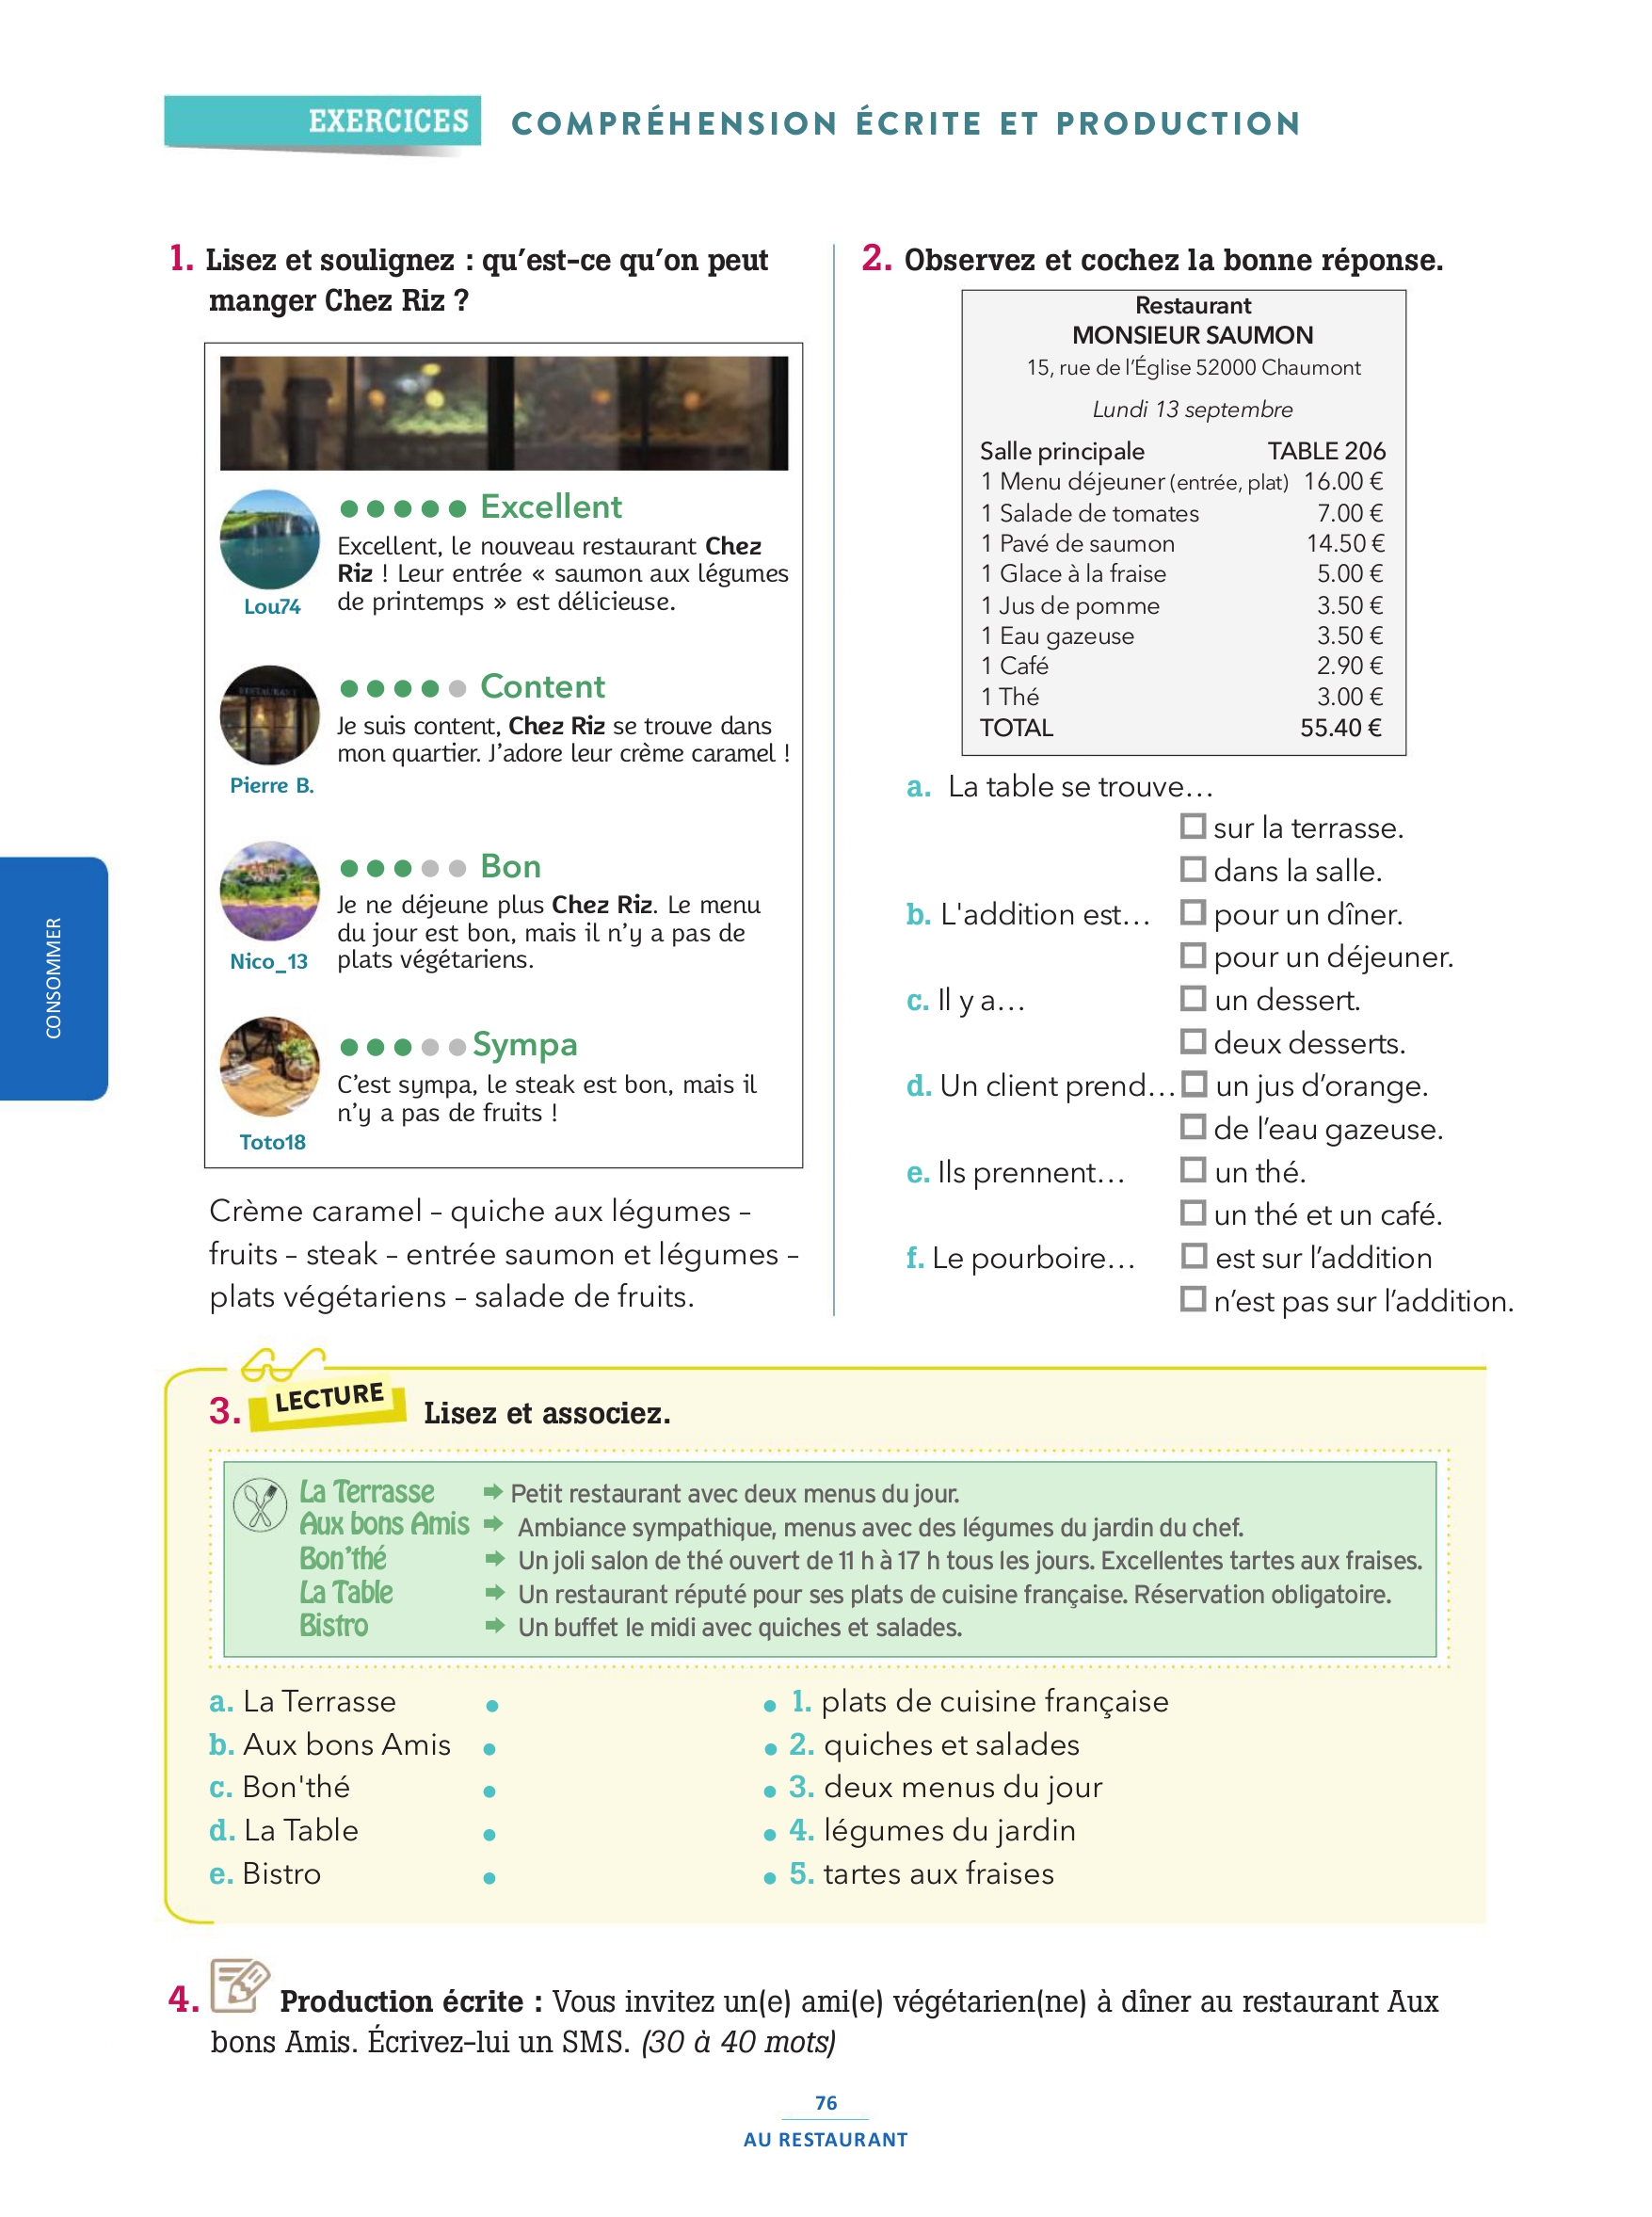 EXERCICES COMPRÉHENSION ÉCRITE ET PRODUCTION
1. Lisez et soulignez : qu’est-ce qu’on peut
manger Chez Riz ?
Excellent
Excellent, le nouveau restaurant Chez
Riz ! Leur entrée « saumon aux légumes
de printemps » est délicieuse.
Lou74
RESTAURANT
Content
Je suis content, Chez Riz se trouve dans
mon quartier. J’adore leur crème caramel !
Pierre B.
Bon
Je ne déjeune plus Chez Riz. Le menu
du jour est bon, mais il n’y a pas de
plats végétariens.
Nico_13
Sympa
C’est sympa, le steak est bon, mais il
n’y a pas de fruits !
Toto18
Crème caramel – quiche aux légumes –
fruits – steak – entrée saumon et légumes –
plats végétariens – salade de fruits.
2. Observez et cochez la bonne réponse.
Restaurant
MONSIEUR SAUMON
15, rue de l’Église 52000 Chaumont
Lundi 13 septembre
Salle principale TABLE 206
1 Menu déjeuner (entrée, plat) 16.00 €
1 Salade de tomates 7.00 €
1 Pavé de saumon 14.50 €
1 Glace à la fraise 5.00 €
1 Jus de pomme 3.50 €
1 Eau gazeuse 3.50 €
1 Café 2.90 €
1 Thé 3.00 €
TOTAL 55.40 €
a. La table se trouve…
sur la terrasse.
dans la salle.
b. L'addition est… pour un dîner.
pour un déjeuner.
c. Il y a… un dessert.
deux desserts.
d. Un client prend… un jus d’orange.
de l’eau gazeuse.
e. Ils prennent… un thé.
un thé et un café.
f. Le pourboire… est sur l’addition
n’est pas sur l’addition.
CONSOMMER
3. LECTURE Lisez et associez.
La Terrasse Petit restaurant avec deux menus du jour.
Aux bons Amis Ambiance sympathique, menus avec des légumes du jardin du chef.
Bon’thé Un joli salon de thé ouvert de 11 h à 17 h tous les jours. Excellentes tartes aux fraises.
La Table Un restaurant réputé pour ses plats de cuisine française. Réservation obligatoire.
Bistro Un buffet le midi avec quiches et salades.
a. La Terrasse • • 1. plats de cuisine française
b. Aux bons Amis • • 2. quiches et salades
c. Bon'thé • • 3. deux menus du jour
d. La Table • • 4. légumes du jardin
e. Bistro • • 5. tartes aux fraises
4. Production écrite : Vous invitez un(e) ami(e) végétarien(ne) à dîner au restaurant Aux
bons Amis. Écrivez-lui un SMS. (30 à 40 mots)
76
AU RESTAURANT